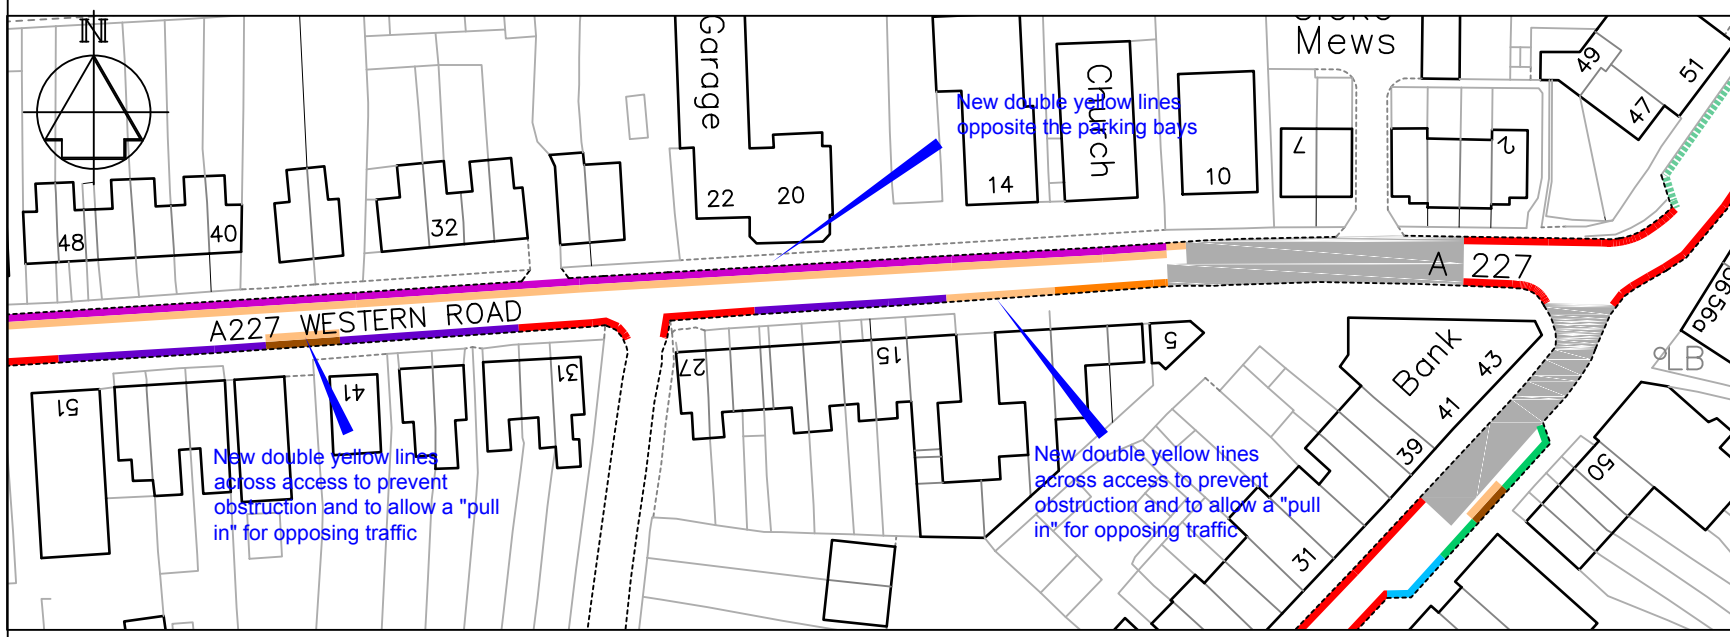 N
Garage
Mews
49
51
47
Church
New double yellow lines
opposite the parking bays
7
2
10
14
22
20
32
40
48
A 227
A227 WESTERN ROAD
56
56a
LB
5
15
27
31
41
51
Bank
43
41
39
31
50
New double yellow lines
across access to prevent
obstruction and to allow a "pull
in" for opposing traffic
New double yellow lines
across access to prevent
obstruction and to allow a "pull
in" for opposing traffic